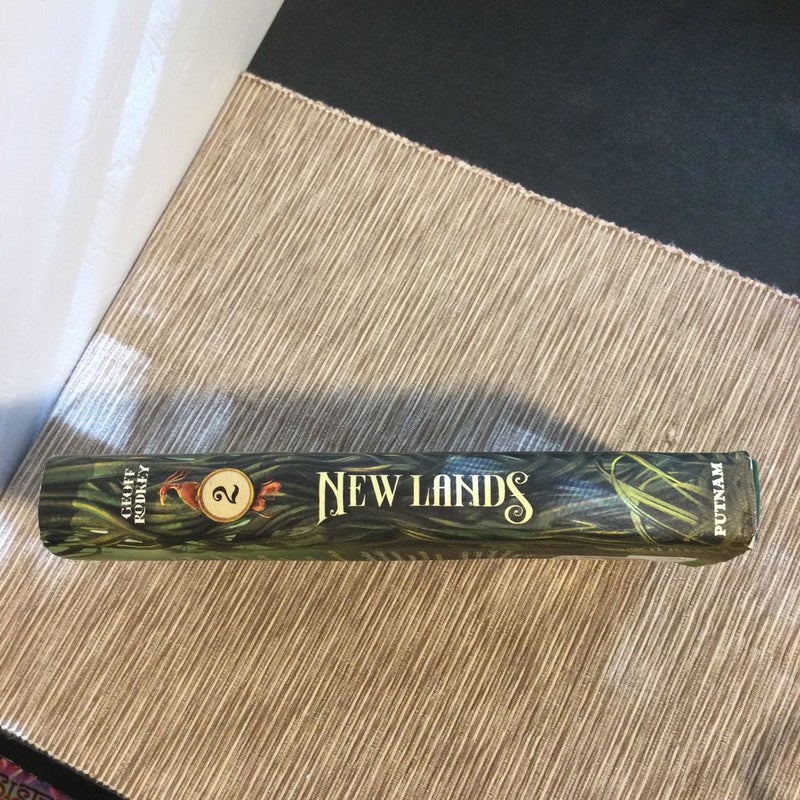 GEOFF
RODKEY
2
NEW LANDS
PUTNAM